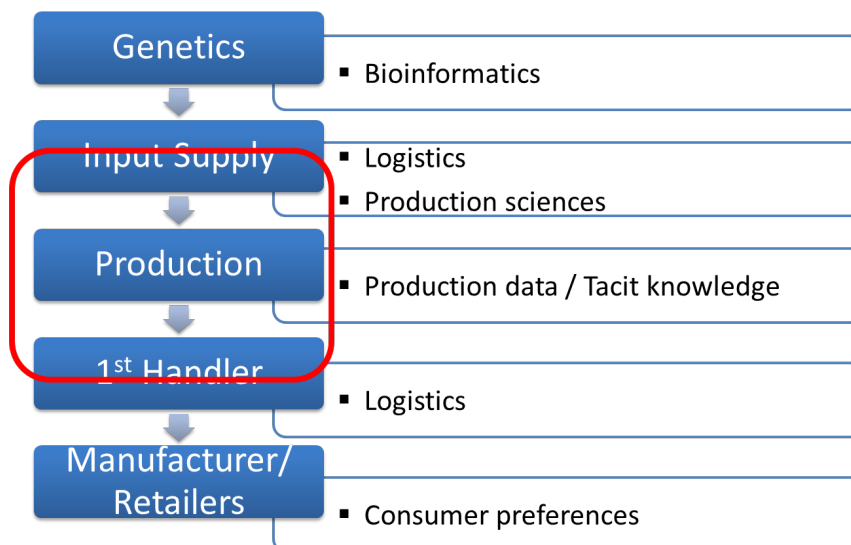 Genetics
▪ Bioinformatics
Input Supply
▪ Logistics
▪ Production sciences
Production
▪ Production data / Tacit knowledge
1st Handler
▪ Logistics
Manufacturer/
Retailers
▪ Consumer preferences